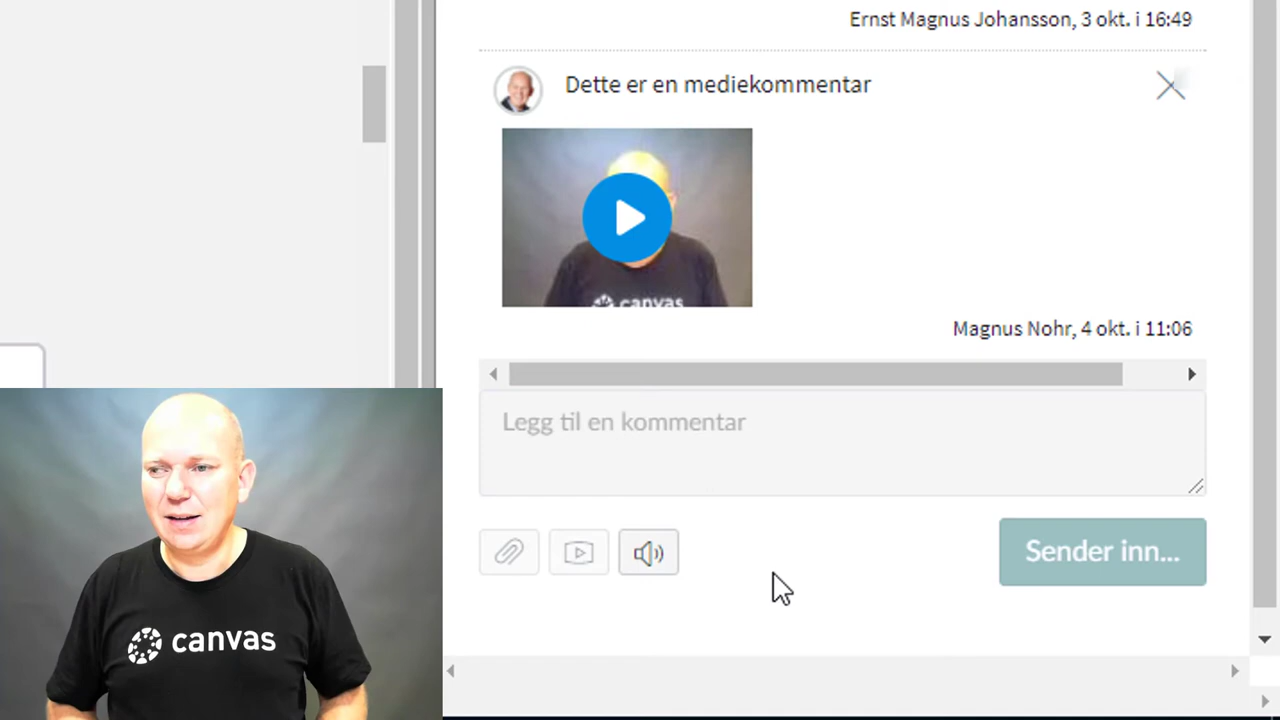 Ernst Magnus Johansson, 3 okt. i 16:49
Dette er en mediekommentar
canvas
Magnus Nohr, 4 okt. i 11:06
Legg til en kommentar
Sender inn...
canvas